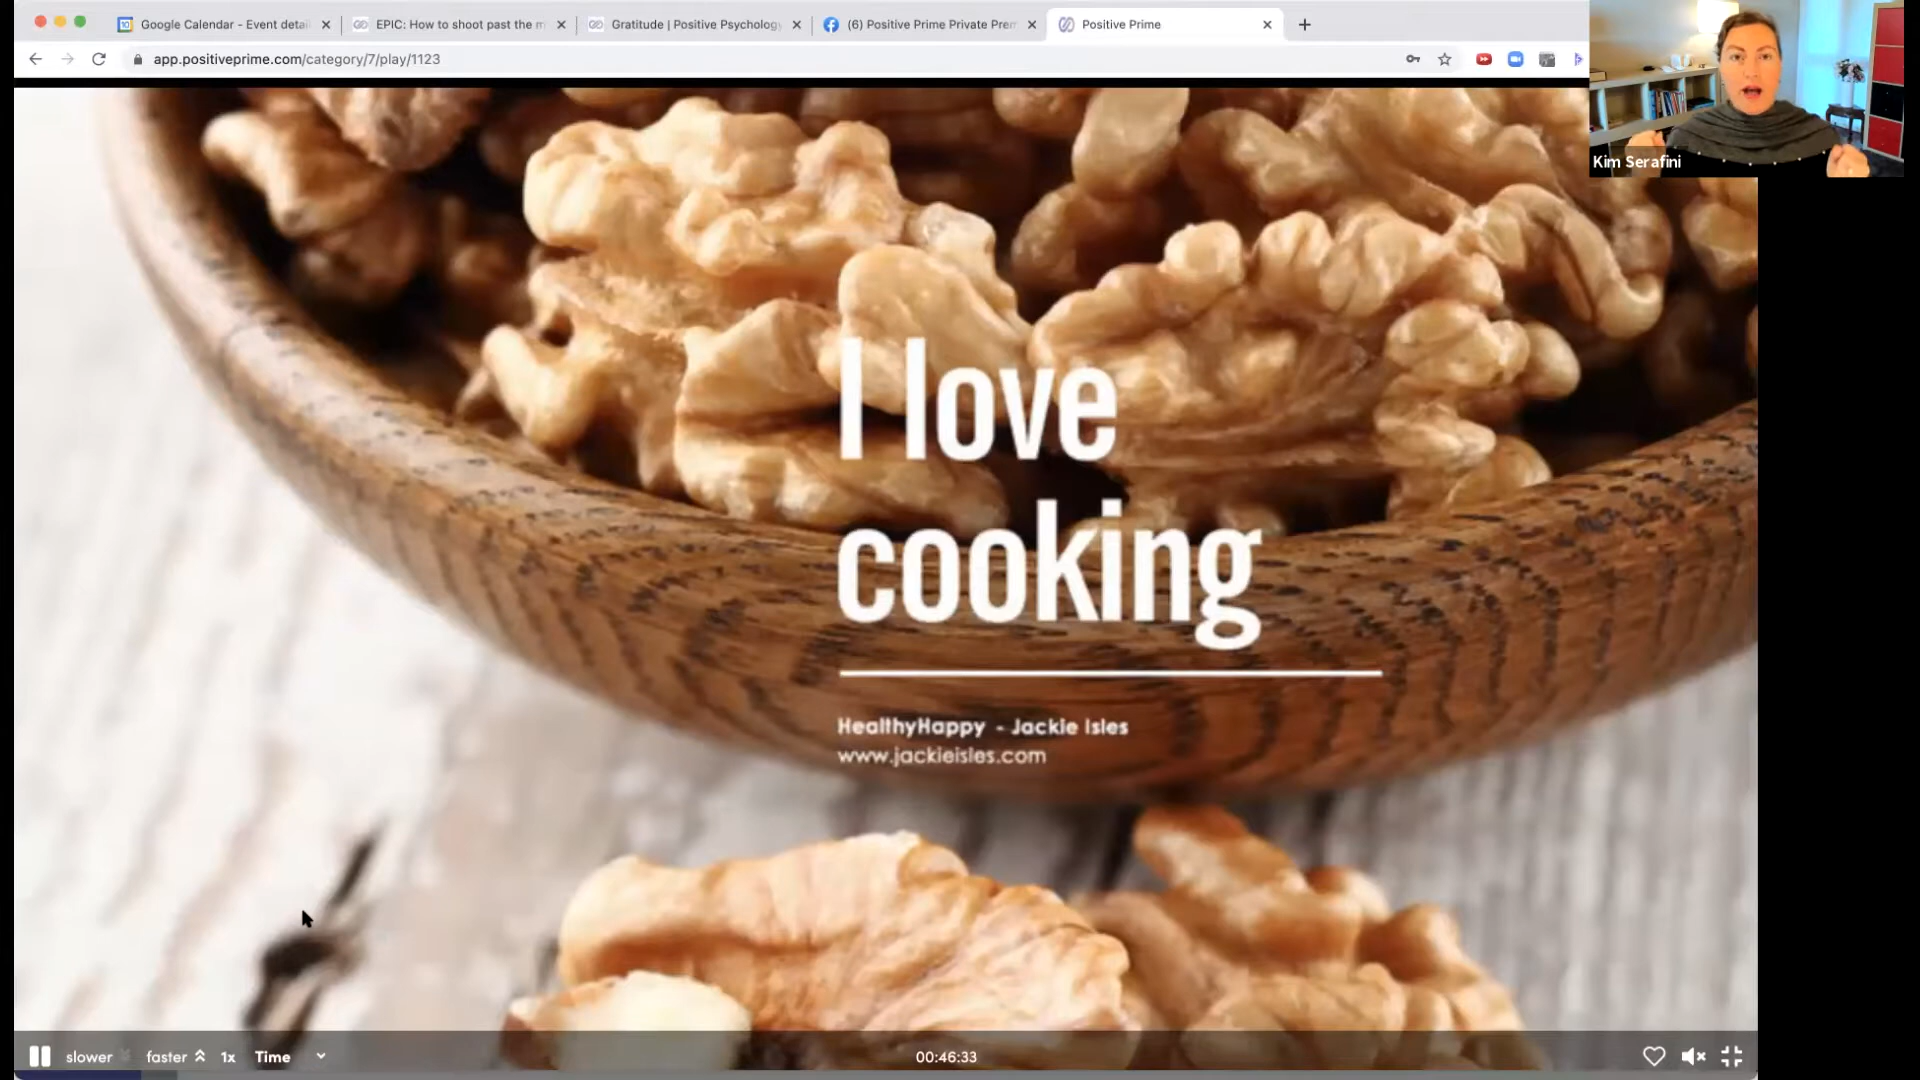 Google Calendar - Event detai
EPIC: How to shoot past the m
Gratitude | Positive Psychology
(6) Positive Prime Private Prem
Positive Prime
app.positiveprime.com/category/7/play/1123
Kim Serafini
I love
cooking
HealthyHappy - Jackie Isles
www.jackieisles.com
slower faster 1x Time 00:46:33